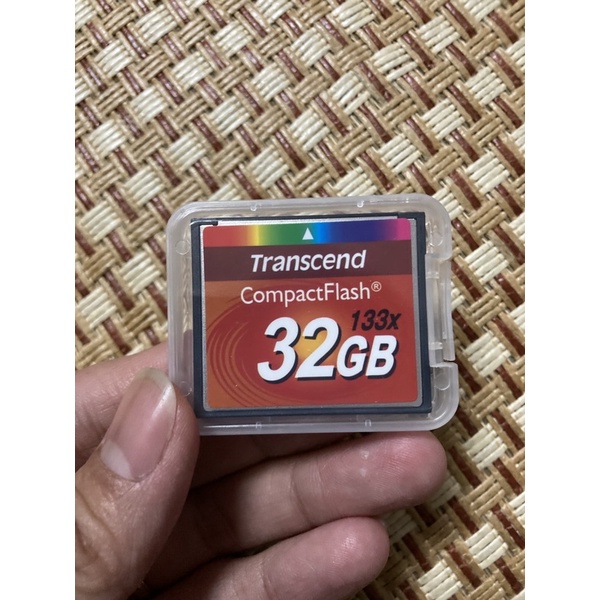 Transcend
CompactFlash®
133x
32GB